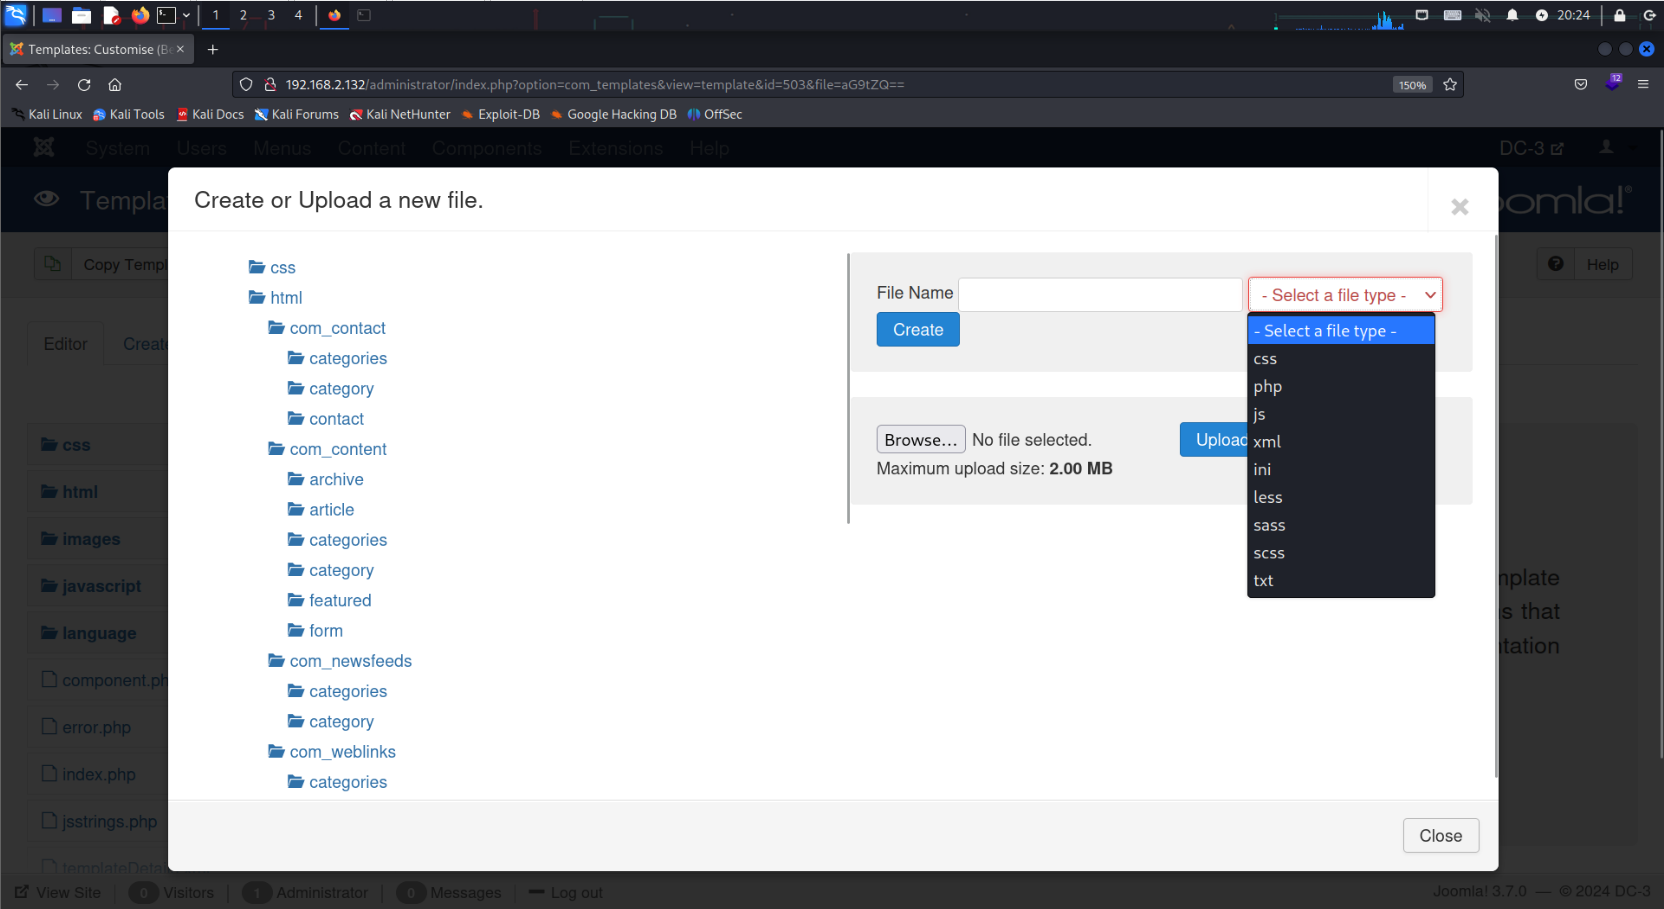 1 2 3 4
20:24
Templates: Customise (Be
192.168.2.132/administrator/index.php?option=com_templates&view=template&id=503&file=aG9tZQ==
150%
12
Kali Linux Kali Tools Kali Docs Kali Forums Kali NetHunter Exploit-DB Google Hacking DB OffSec
System Users Menus Content Components Extensions Help DC-3
Templa
oomla!®
Create or Upload a new file.
Copy Templ
Help
Editor
Create
css
html
images
javascript
language
component.ph
error.php
index.php
jsstrings.php
templateDetai
css
html
com_contact
categories
category
contact
com_content
archive
article
categories
category
featured
form
com_newsfeeds
categories
category
com_weblinks
categories
File Name
- Select a file type -
Create
- Select a file type -
css
php
js
xml
ini
less
sass
scss
txt
Browse... No file selected.
Upload
Maximum upload size: 2.00 MB
mplate
s that
ntation
Close
View Site 0 Visitors 1 Administrator 0 Messages Log out
Joomla! 3.7.0 — © 2024 DC-3